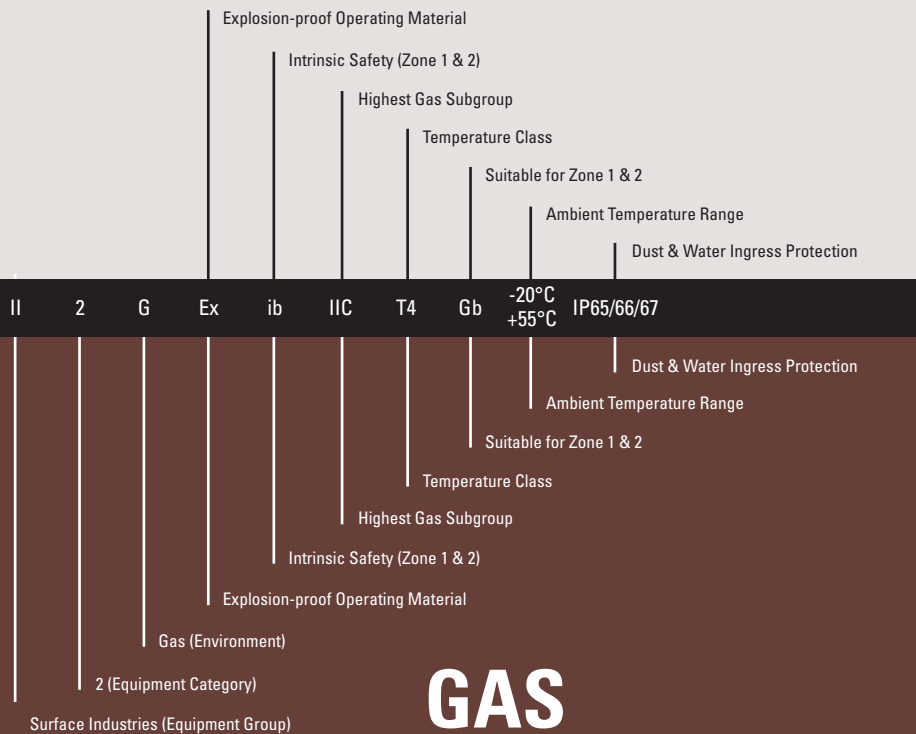 Explosion-proof Operating Material
Intrinsic Safety (Zone 1 & 2)
Highest Gas Subgroup
Temperature Class
Suitable for Zone 1 & 2
Ambient Temperature Range
Dust & Water Ingress Protection
II 2 G Ex ib IIC T4 Gb -20°C IP65/66/67
+55°C
Dust & Water Ingress Protection
Ambient Temperature Range
Suitable for Zone 1 & 2
Temperature Class
Highest Gas Subgroup
Intrinsic Safety (Zone 1 & 2)
Explosion-proof Operating Material
Gas (Environment)
2 (Equipment Category)
Surface Industries (Equipment Group)
GAS